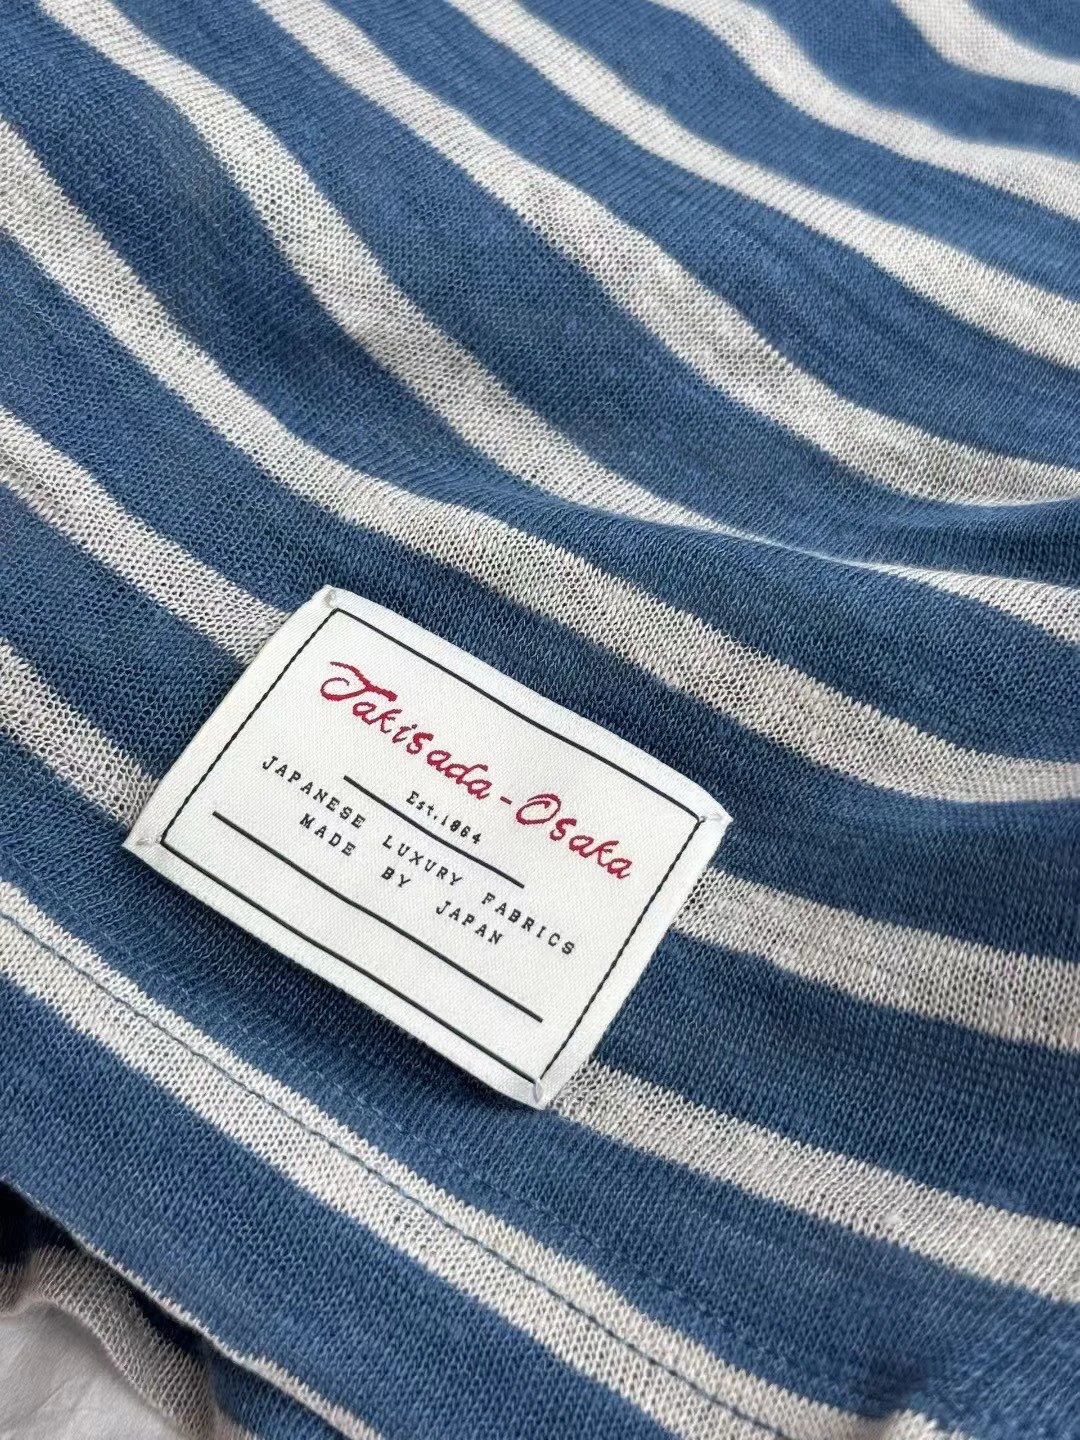 Takisada-Osaka
Est.1864
JAPANESE LUXURY FABRICS
MADE BY JAPAN